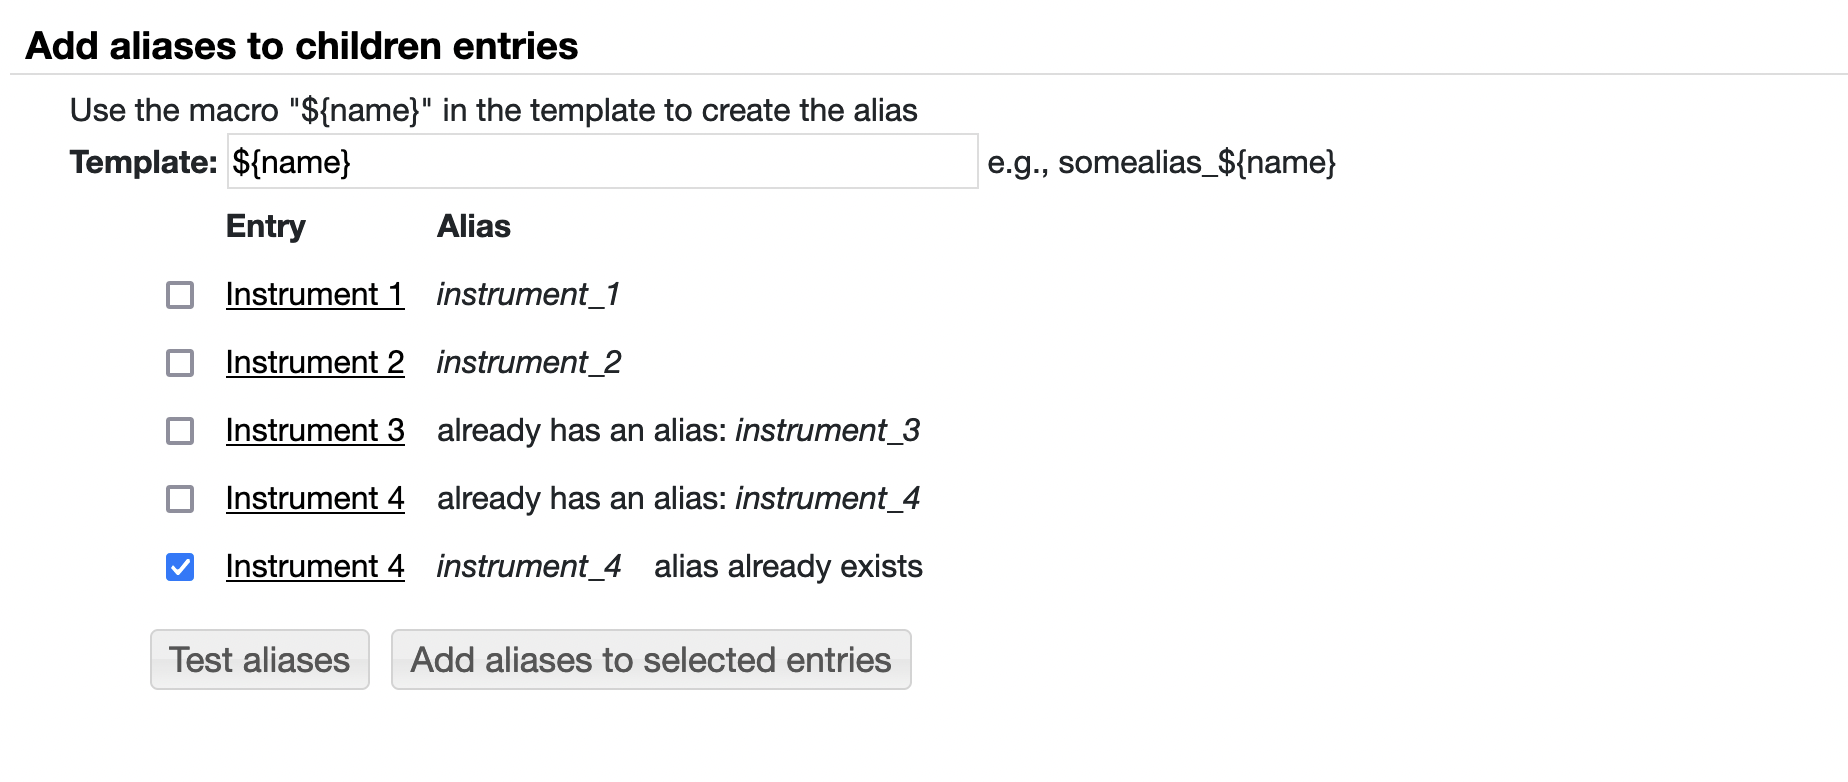 Add aliases to children entries
Use the macro "${name}" in the template to create the alias
Template: ${name} e.g., somealias_${name}
Entry Alias
Instrument 1 instrument_1
Instrument 2 instrument_2
Instrument 3 already has an alias: instrument_3
Instrument 4 already has an alias: instrument_4
Instrument 4 instrument_4 alias already exists
Test aliases Add aliases to selected entries